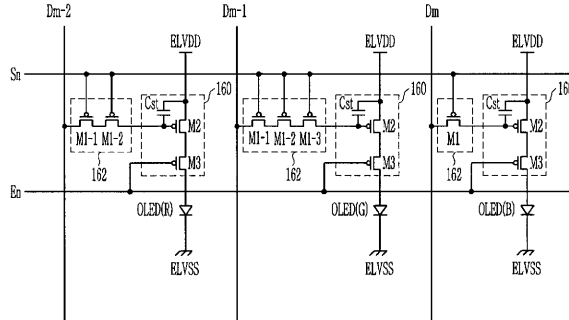 Dm-2 Dm-1 Dm
ELVDD ELVDD ELVDD
Sn
Cst 160 Cst 160 Cst 160
M2 M2 M2
M1-1 M1-2 M1-1 M1-2 M1-3 M1
162 162 162
M3 M3 M3
En
OLED(R) OLED(G) OLED(B)
ELVSS ELVSS ELVSS